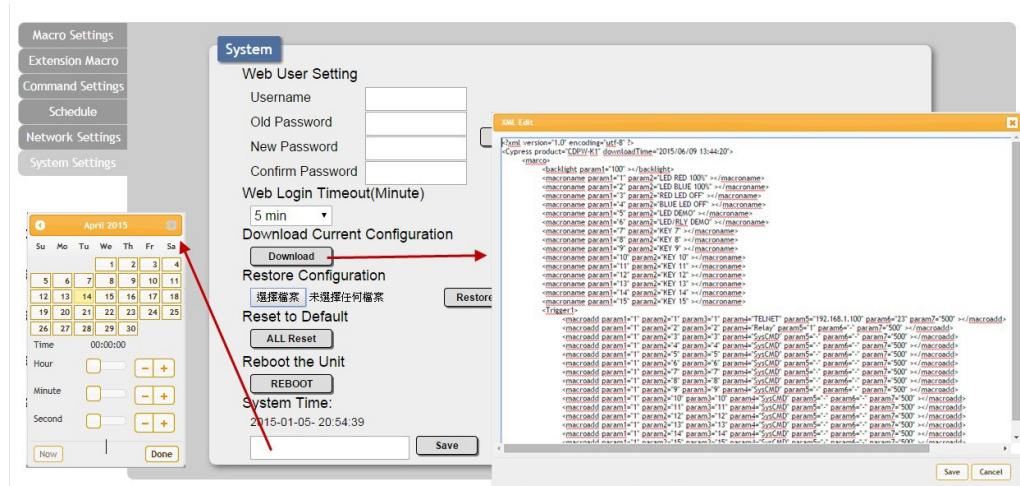 Macro Settings
Extension Macro
Command Settings
Schedule
Network Settings
System Settings
System
Web User Setting
Username
Old Password
New Password
Confirm Password
Web Login Timeout(Minute)
5 min
Download Current Configuration
Download
Restore Configuration
選擇檔案 未選擇任何檔案 Restore
Reset to Default
ALL Reset
Reboot the Unit
REBOOT
System Time:
2015-01-05- 20:54:39
Save
April 2015
Su Mo Tu We Th Fr Sa
1 2 3 4
5 6 7 8 9 10 11
12 13 14 15 16 17 18
19 20 21 22 23 24 25
26 27 28 29 30
Time 00:00:00
Hour - +
Minute - +
Second - +
Now Done
XML Edit
<?xml version="1.0" encoding="utf-8" ?>
<Cypress product="CDPW-K1" downloadTime="2015/06/09 13:44:20">
<marco>
<backlight param1="100" ></backlight>
<macroname param1="1" param2="LED RED 100%" ></macroname>
<macroname param1="2" param2="LED BLUE 100%" ></macroname>
<macroname param1="3" param2="RED LED OFF" ></macroname>
<macroname param1="4" param2="BLUE LED OFF" ></macroname>
<macroname param1="5" param2="LED DEMO" ></macroname>
<macroname param1="6" param2="LED/RLY DEMO" ></macroname>
<macroname param1="7" param2="KEY 7" ></macroname>
<macroname param1="8" param2="KEY 8" ></macroname>
<macroname param1="9" param2="KEY 9" ></macroname>
<macroname param1="10" param2="KEY 10" ></macroname>
<macroname param1="11" param2="KEY 11" ></macroname>
<macroname param1="12" param2="KEY 12" ></macroname>
<macroname param1="13" param2="KEY 13" ></macroname>
<macroname param1="14" param2="KEY 14" ></macroname>
<macroname param1="15" param2="KEY 15" ></macroname>
<Trigger1>
<macroadd param1="1" param2="1" param3="1" param4="TELNET" param5="192.168.1.100" param6="23" param7="500" ></macroadd>
<macroadd param1="1" param2="2" param3="2" param4="Relay" param5="1" param6="-" param7="500" ></macroadd>
<macroadd param1="1" param2="3" param3="3" param4="SysCMD" param5="-" param6="-" param7="500" ></macroadd>
<macroadd param1="1" param2="4" param3="4" param4="SysCMD" param5="-" param6="-" param7="500" ></macroadd>
<macroadd param1="1" param2="5" param3="5" param4="SysCMD" param5="-" param6="-" param7="500" ></macroadd>
<macroadd param1="1" param2="6" param3="6" param4="SysCMD" param5="-" param6="-" param7="500" ></macroadd>
<macroadd param1="1" param2="7" param3="7" param4="SysCMD" param5="-" param6="-" param7="500" ></macroadd>
<macroadd param1="1" param2="8" param3="8" param4="SysCMD" param5="-" param6="-" param7="500" ></macroadd>
<macroadd param1="1" param2="9" param3="9" param4="SysCMD" param5="-" param6="-" param7="500" ></macroadd>
<macroadd param1="1" param2="10" param3="10" param4="SysCMD" param5="-" param6="-" param7="500" ></macroadd>
<macroadd param1="1" param2="11" param3="11" param4="SysCMD" param5="-" param6="-" param7="500" ></macroadd>
<macroadd param1="1" param2="12" param3="12" param4="SysCMD" param5="-" param6="-" param7="500" ></macroadd>
<macroadd param1="1" param2="13" param3="13" param4="SysCMD" param5="-" param6="-" param7="500" ></macroadd>
<macroadd param1="1" param2="14" param3="14" param4="SysCMD" param5="-" param6="-" param7="500" ></macroadd>
<macroadd param1="1" param2="15" param3="15" param4="SysCMD" param5="-" param6="-" param7="500" ></macroadd>
Save Cancel